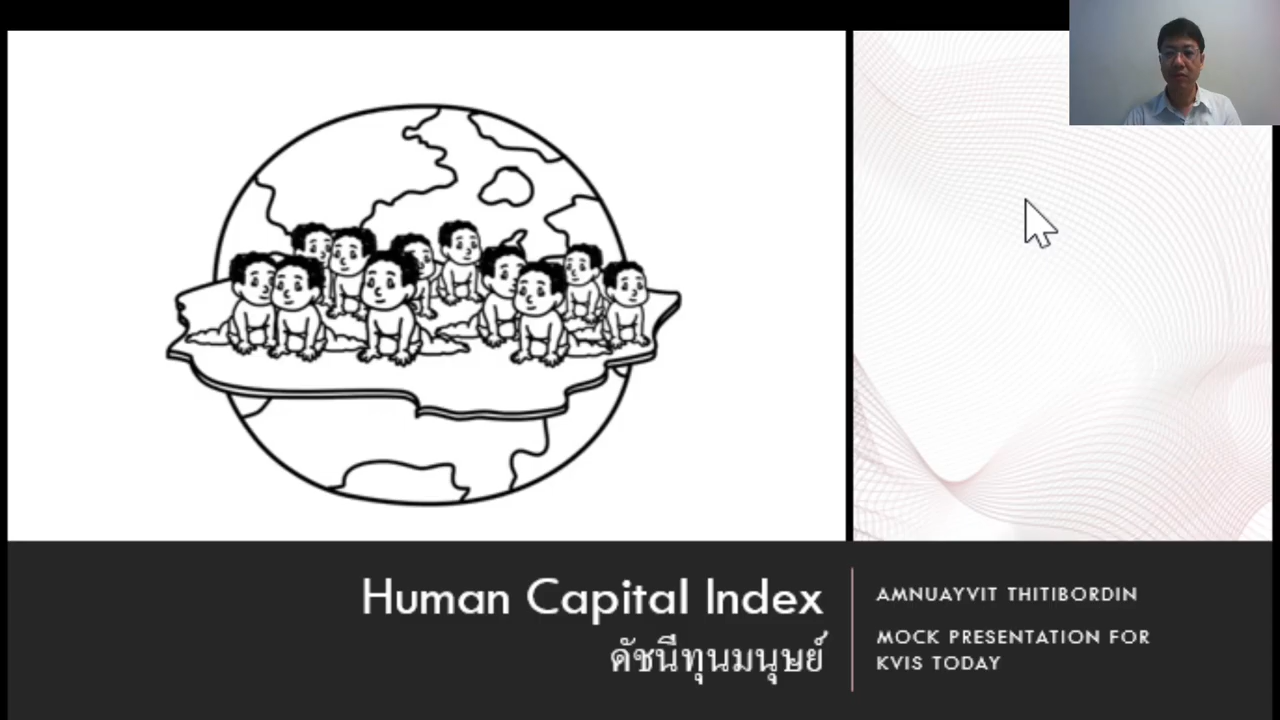 Human Capital Index
ดัชนีทุนมนุษย์
AMNUAYVIT THITIBORDIN
MOCK PRESENTATION FOR
KVIS TODAY